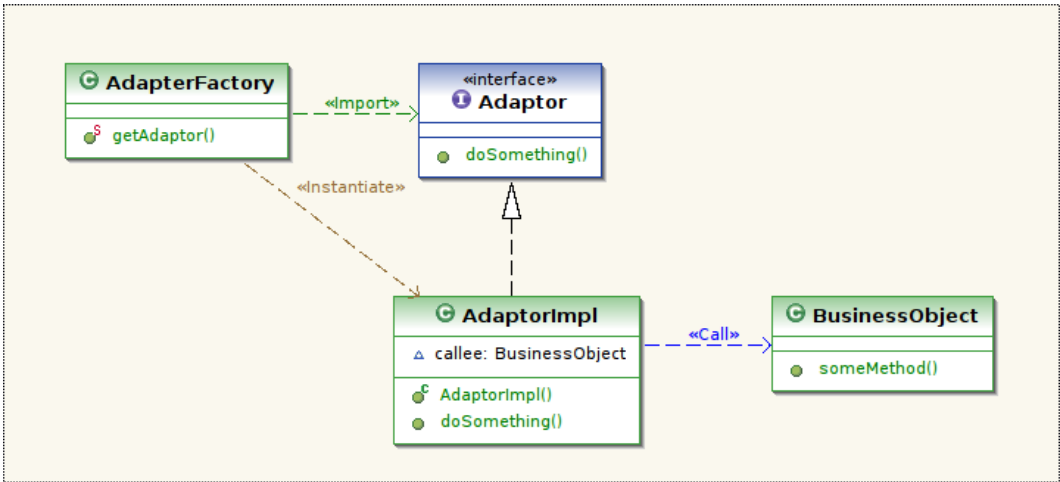 C AdapterFactory
S getAdaptor()
«Import»
«interface»
I Adaptor
doSomething()
«Instantiate»
C AdaptorImpl
callee: BusinessObject
C AdaptorImpl()
doSomething()
«Call»
C BusinessObject
someMethod()